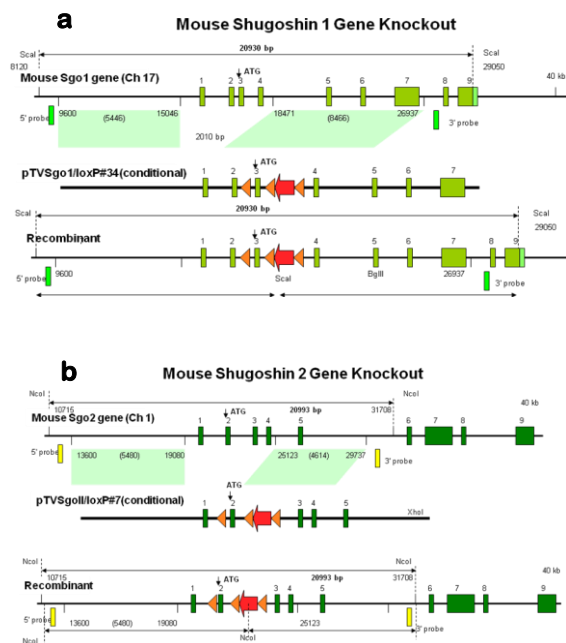 a
Mouse Shugoshin 1 Gene Knockout
ScaI 20930 bp ScaI
8120 ATG 29050
Mouse Sgo1 gene (Ch 17) 1 2 3 4 5 6 7 8 9 40 kb
5' probe 9600 (5446) 15046 18471 (8466) 26937 3' probe
2010 bp
pTVSgo1/loxP#34(conditional) ATG
1 2 3 4 5 6 7
ScaI 20930 bp ScaI
Recombinant ATG 29050
1 2 3 4 5 6 7 8 9
5' probe 9600 ScaI BglII 26937 3' probe
b
Mouse Shugoshin 2 Gene Knockout
NcoI NcoI
10715 ATG 20993 bp 31708 40 kb
Mouse Sgo2 gene (Ch 1) 1 2 3 4 5 6 7 8 9
5' probe 13600 (5480) 19080 25123 (4614) 29737 3' probe
pTVSgoII/loxP#7(conditional) ATG
1 2 3 4 5 XhoI
NcoI NcoI
10715 20993 bp 31708 40 kb
Recombinant ATG
1 2 3 4 5 6 7 8 9
5' probe 13600 (5480) 19080 25123 3' probe
NcoI NcoI